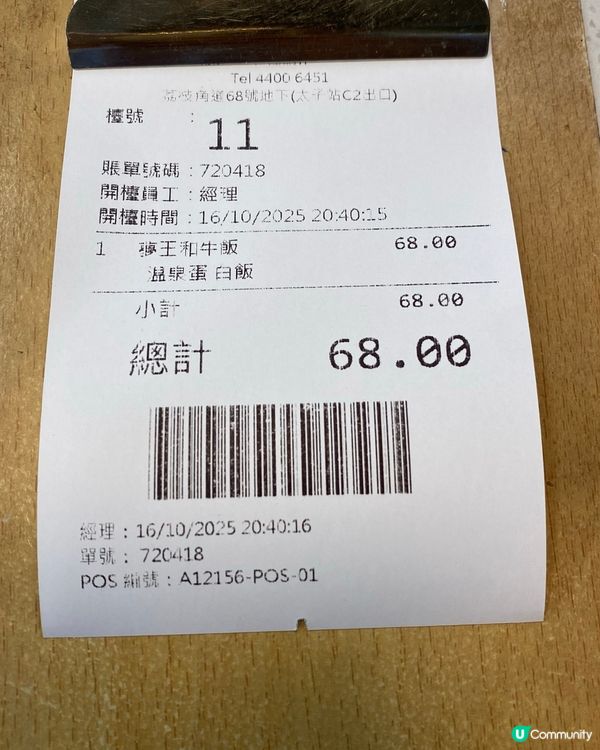 Tel 4400 6451
荔枝角道68號地下(太子站C2出口)
檯號 : 11
賬單號碼 : 720418
開檯員工 : 經理
開檯時間 : 16/10/2025 20:40:15
1 夢王和牛飯 68.00
溫泉蛋 白飯
小計 68.00
總計 68.00
經理 : 16/10/2025 20:40:16
單號 : 720418
POS 編號 : A12156-POS-01
U Community